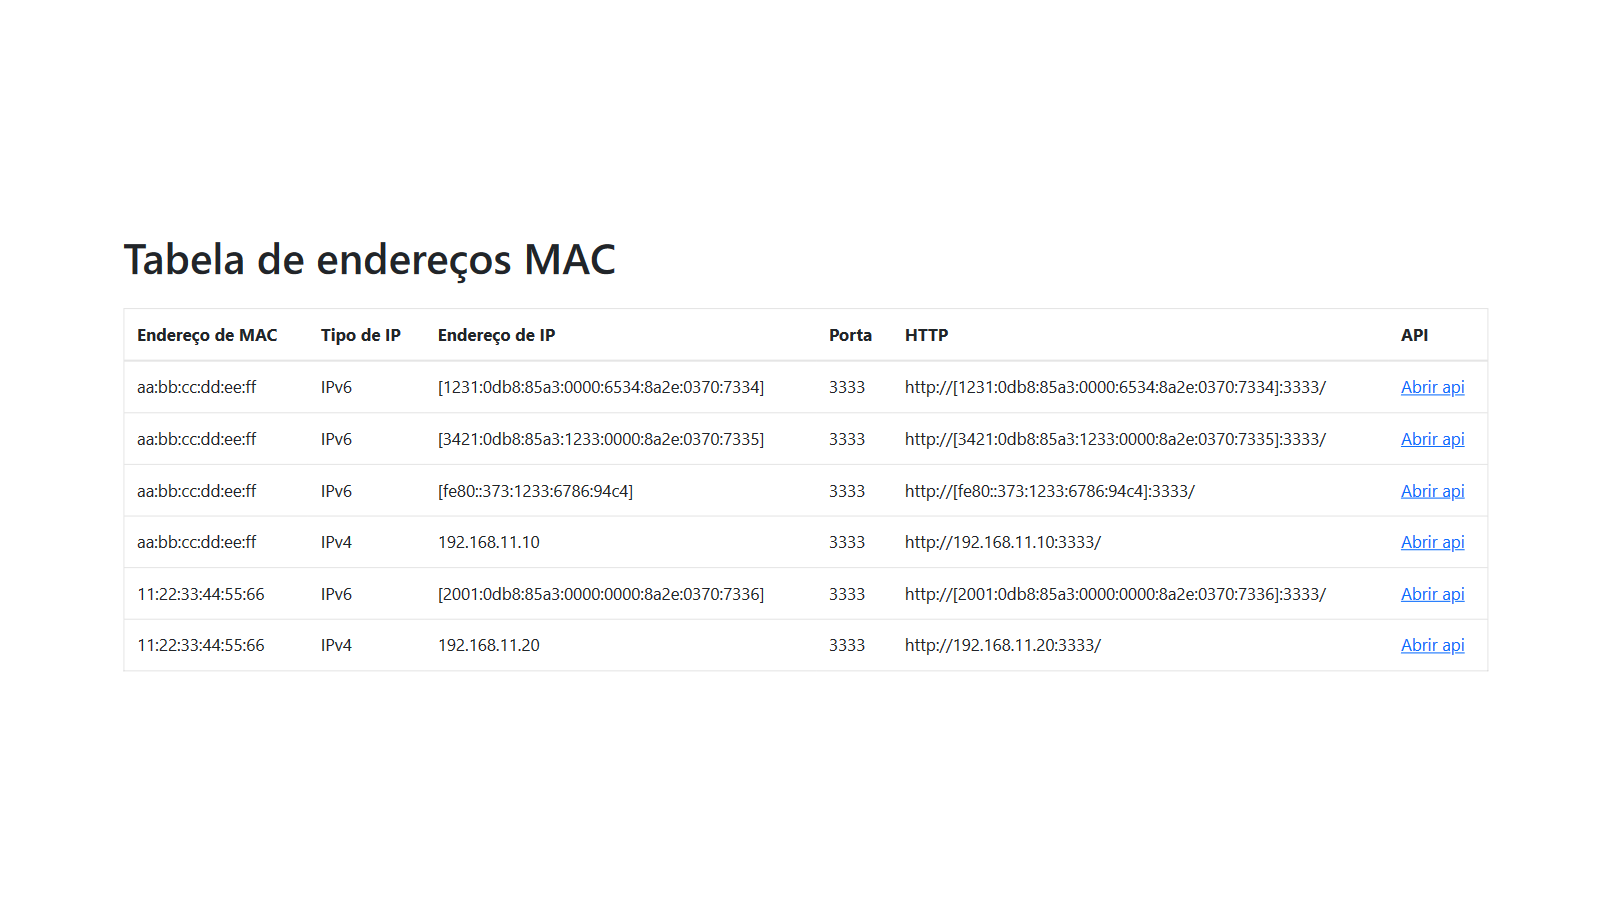 Tabela de endereços MAC
Endereço de MAC Tipo de IP Endereço de IP Porta HTTP API
aa:bb:cc:dd:ee:ff IPv6 [1231:0db8:85a3:0000:6534:8a2e:0370:7334] 3333 http://[1231:0db8:85a3:0000:6534:8a2e:0370:7334]:3333/ Abrir api
aa:bb:cc:dd:ee:ff IPv6 [3421:0db8:85a3:1233:0000:8a2e:0370:7335] 3333 http://[3421:0db8:85a3:1233:0000:8a2e:0370:7335]:3333/ Abrir api
aa:bb:cc:dd:ee:ff IPv6 [fe80::373:1233:6786:94c4] 3333 http://[fe80::373:1233:6786:94c4]:3333/ Abrir api
aa:bb:cc:dd:ee:ff IPv4 192.168.11.10 3333 http://192.168.11.10:3333/ Abrir api
11:22:33:44:55:66 IPv6 [2001:0db8:85a3:0000:0000:8a2e:0370:7336] 3333 http://[2001:0db8:85a3:0000:0000:8a2e:0370:7336]:3333/ Abrir api
11:22:33:44:55:66 IPv4 192.168.11.20 3333 http://192.168.11.20:3333/ Abrir api